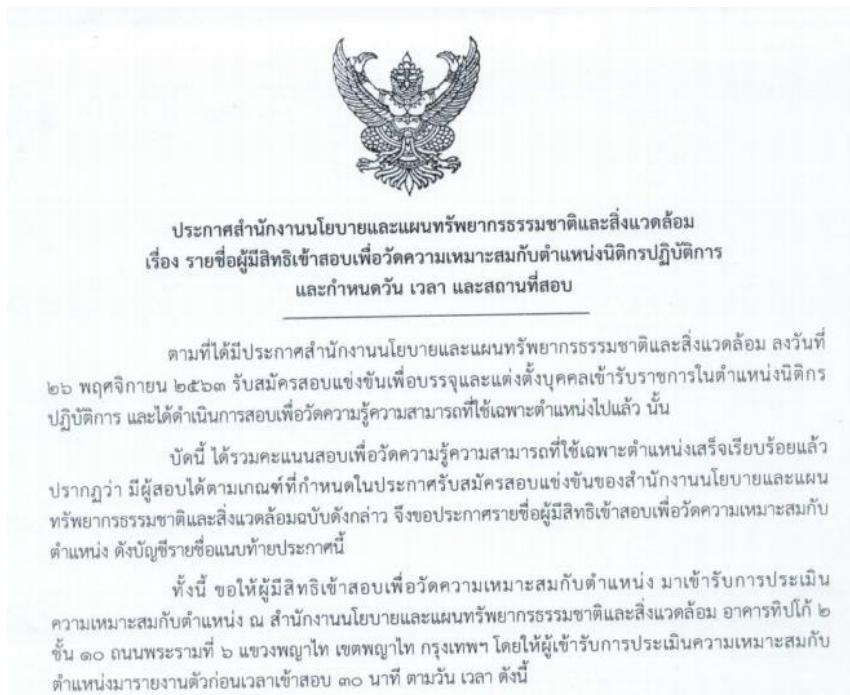 ประกาศสำนักงานนโยบายและแผนทรัพยากรธรรมชาติและสิ่งแวดล้อม
เรื่อง รายชื่อผู้มีสิทธิเข้าสอบเพื่อวัดความเหมาะสมกับตำแหน่งนิติกรปฏิบัติการ
และกำหนดวัน เวลา และสถานที่สอบ
ตามที่ได้มีประกาศสำนักงานนโยบายและแผนทรัพยากรธรรมชาติและสิ่งแวดล้อม ลงวันที่
๒๖ พฤศจิกายน ๒๕๖๓ รับสมัครสอบแข่งขันเพื่อบรรจุและแต่งตั้งบุคคลเข้ารับราชการในตำแหน่งนิติกร
ปฏิบัติการ และได้ดำเนินการสอบเพื่อวัดความรู้ความสามารถที่ใช้เฉพาะตำแหน่งไปแล้ว นั้น
บัดนี้ ได้รวมคะแนนสอบเพื่อวัดความรู้ความสามารถที่ใช้เฉพาะตำแหน่งเสร็จเรียบร้อยแล้ว
ปรากฏว่า มีผู้สอบได้ตามเกณฑ์ที่กำหนดในประกาศรับสมัครสอบแข่งขันของสำนักงานนโยบายและแผน
ทรัพยากรธรรมชาติและสิ่งแวดล้อมฉบับดังกล่าว จึงขอประกาศรายชื่อผู้มีสิทธิเข้าสอบเพื่อวัดความเหมาะสมกับ
ตำแหน่ง ดังบัญชีรายชื่อแนบท้ายประกาศนี้
ทั้งนี้ ขอให้ผู้มีสิทธิเข้าสอบเพื่อวัดความเหมาะสมกับตำแหน่ง มาเข้ารับการประเมิน
ความเหมาะสมกับตำแหน่ง ณ สำนักงานนโยบายและแผนทรัพยากรธรรมชาติและสิ่งแวดล้อม อาคารทิปโก้ ๒
ชั้น ๑๐ ถนนพระรามที่ ๖ แขวงพญาไท เขตพญาไท กรุงเทพฯ โดยให้ผู้เข้ารับการประเมินความเหมาะสมกับ
ตำแหน่งมารายงานตัวก่อนเวลาเข้าสอบ ๓๐ นาที ตามวัน เวลา ดังนี้